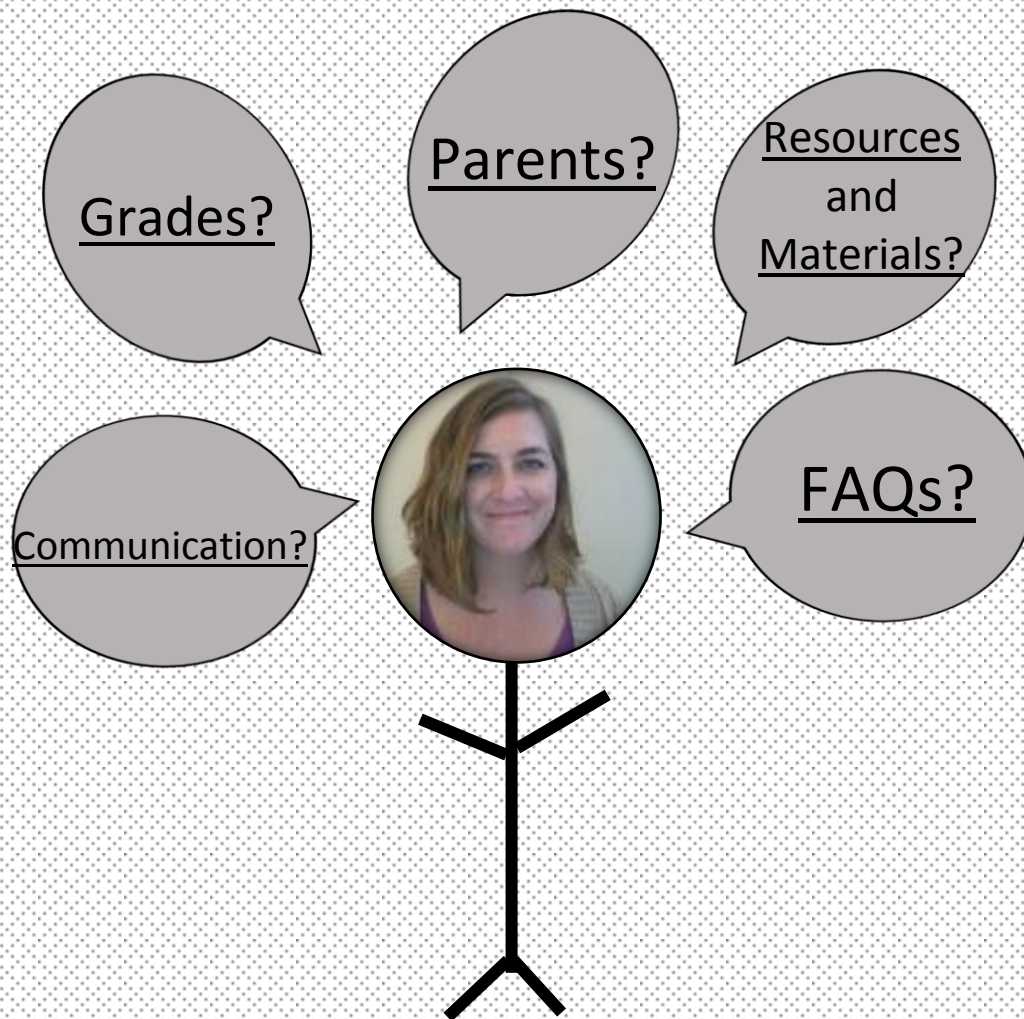 Grades?
Parents?
Resources
and
Materials?
Communication?
FAQs?